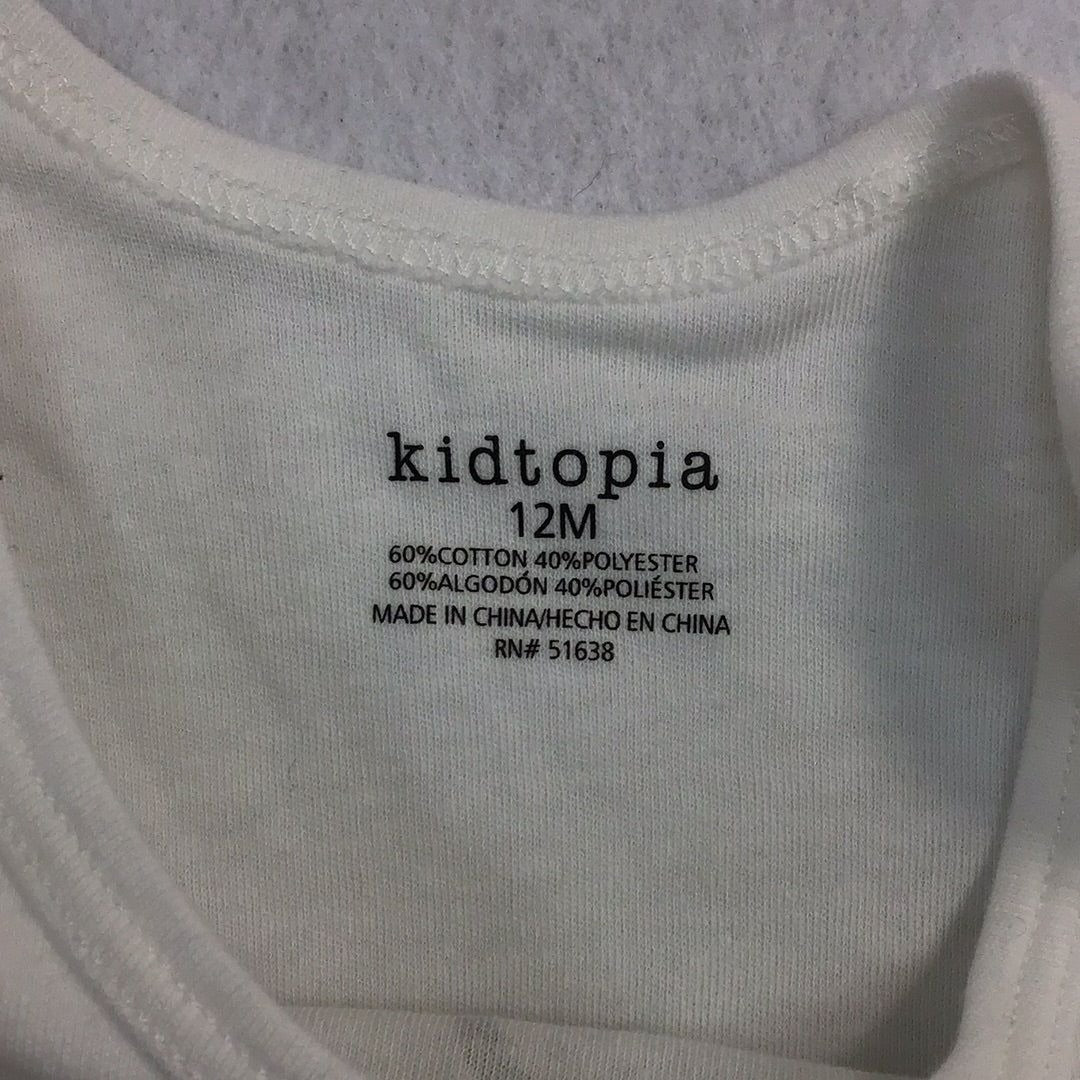 kidtopia
12M
60%COTTON 40%POLYESTER
60%ALGODÓN 40%POLIÉSTER
MADE IN CHINA/HECHO EN CHINA
RN# 51638